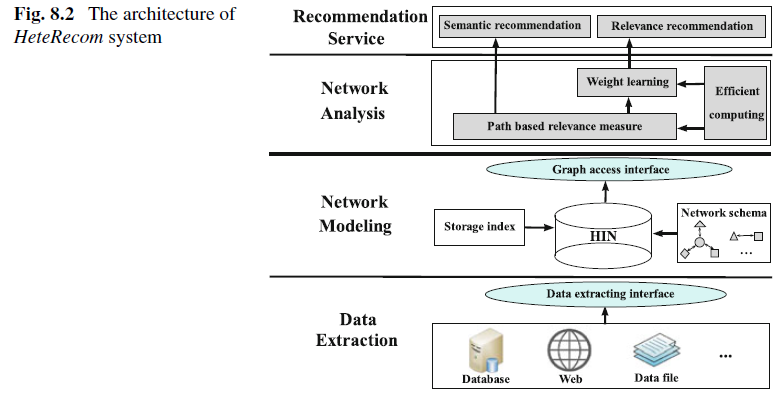 Fig. 8.2 The architecture of
HeteRecom system
Recommendation
Service
Semantic recommendation
Relevance recommendation
Network
Analysis
Weight learning
Efficient
computing
Path based relevance measure
Network
Modeling
Graph access interface
Storage index
HIN
Network schema
...
Data
Extraction
Data extracting interface
Database
Web
Data file
...